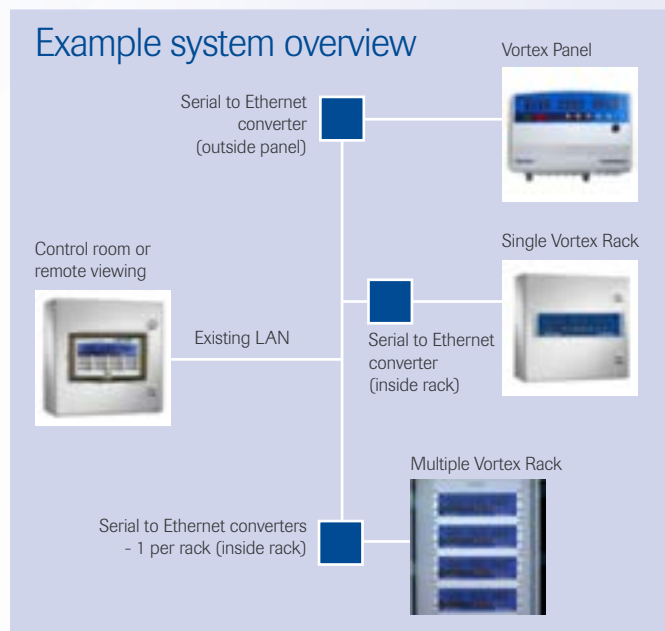 Example system overview
Vortex Panel
Serial to Ethernet
converter
(outside panel)
Control room or
remote viewing
Single Vortex Rack
Existing LAN
Serial to Ethernet
converter
(inside rack)
Multiple Vortex Rack
Serial to Ethernet converters
- 1 per rack (inside rack)